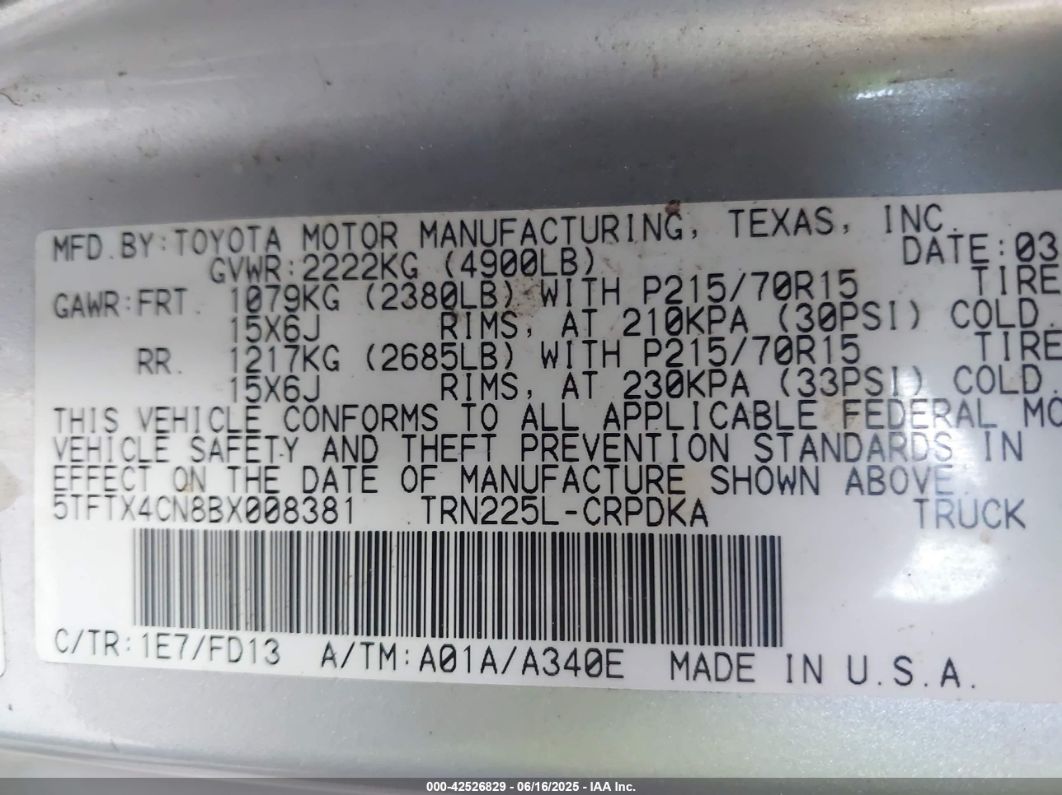 MFD.BY:TOYOTA MOTOR MANUFACTURING, TEXAS, INC.
GVWR:2222KG (4900LB) DATE:03
GAWR:FRT. 1079KG (2380LB) WITH P215/70R15 TIRE
15X6J RIMS, AT 210KPA (30PSI) COLD.
RR. 1217KG (2685LB) WITH P215/70R15 TIRE
15X6J RIMS, AT 230KPA (33PSI) COLD.
THIS VEHICLE CONFORMS TO ALL APPLICABLE FEDERAL MO
VEHICLE SAFETY AND THEFT PREVENTION STANDARDS IN
EFFECT ON THE DATE OF MANUFACTURE SHOWN ABOVE.
5TFTX4CN8BX008381 TRN225L-CRPDKA TRUCK
C/TR:1E7/FD13 A/TM:A01A/A340E MADE IN U.S.A.
000-42526829 - 06/16/2025 - IAA Inc.